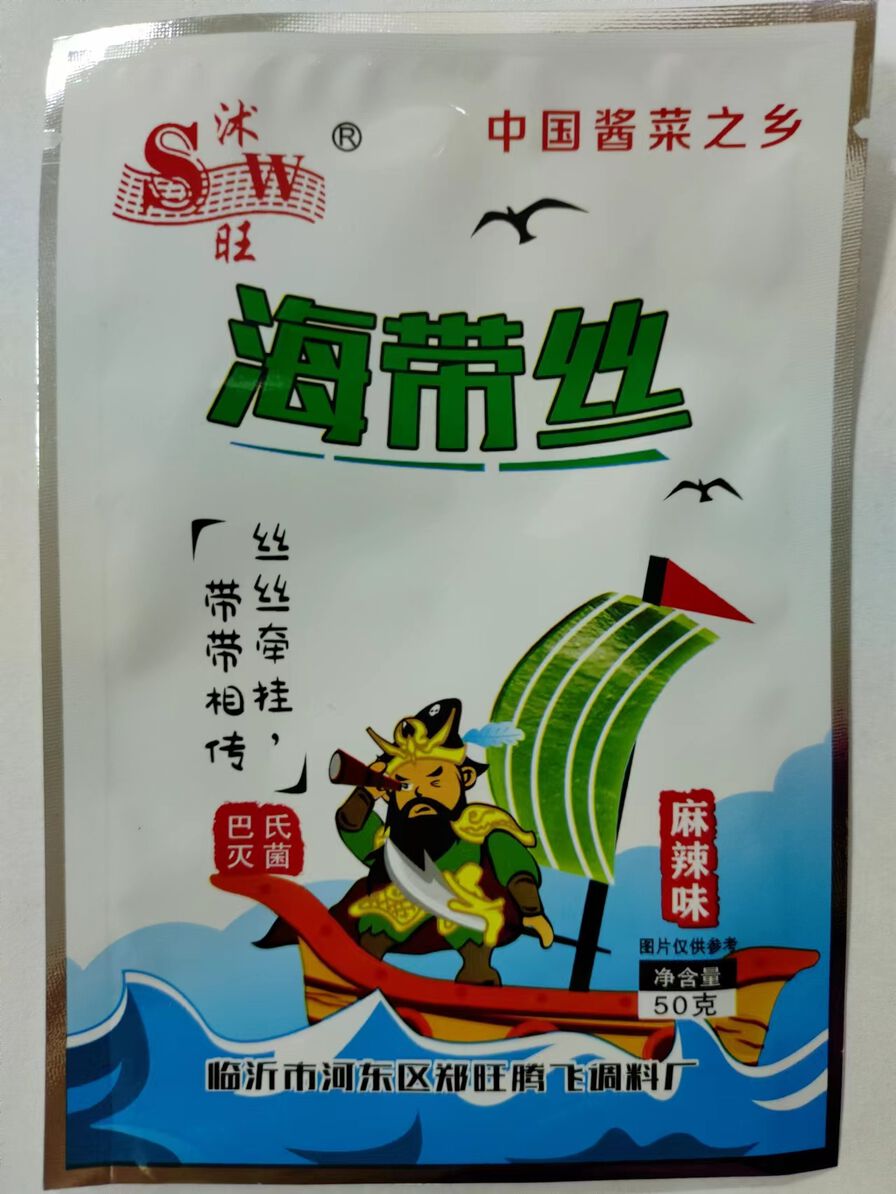 沭
SW
旺
®
中国酱菜之乡
海带丝
「丝丝牵挂，
带带相传」
巴氏
灭菌
麻辣味
图片仅供参考
净含量
50克
临沂市河东区郑旺腾飞调料厂